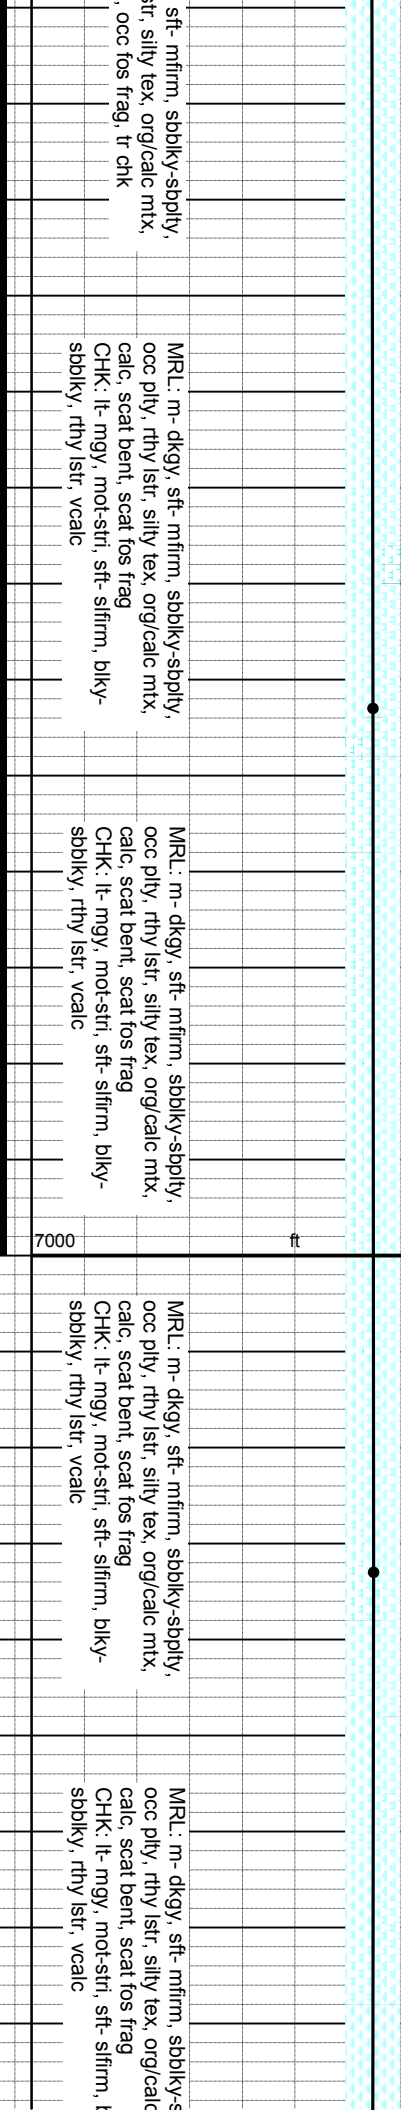 sft- mfirm, sbblky-sbplty,
str, silty tex, org/calc mtx,
, occ fos frag, tr chk
MRL: m- dkgy, sft- mfirm, sbblky-sbplty,
occ plty, rthy lstr, silty tex, org/calc mtx,
calc, scat bent, scat fos frag
CHK: lt- mgy, mot-stri, sft- slfirm, blky-
sbblky, rthy lstr, vcalc
MRL: m- dkgy, sft- mfirm, sbblky-sbplty,
occ plty, rthy lstr, silty tex, org/calc mtx,
calc, scat bent, scat fos frag
CHK: lt- mgy, mot-stri, sft- slfirm, blky-
sbblky, rthy lstr, vcalc
7000 ft
MRL: m- dkgy, sft- mfirm, sbblky-sbplty,
occ plty, rthy lstr, silty tex, org/calc mtx,
calc, scat bent, scat fos frag
CHK: lt- mgy, mot-stri, sft- slfirm, blky-
sbblky, rthy lstr, vcalc
MRL: m- dkgy, sft- mfirm, sbblky-s
occ plty, rthy lstr, silty tex, org/calc
calc, scat bent, scat fos frag
CHK: lt- mgy, mot-stri, sft- slfirm, b
sbblky, rthy lstr, vcalc